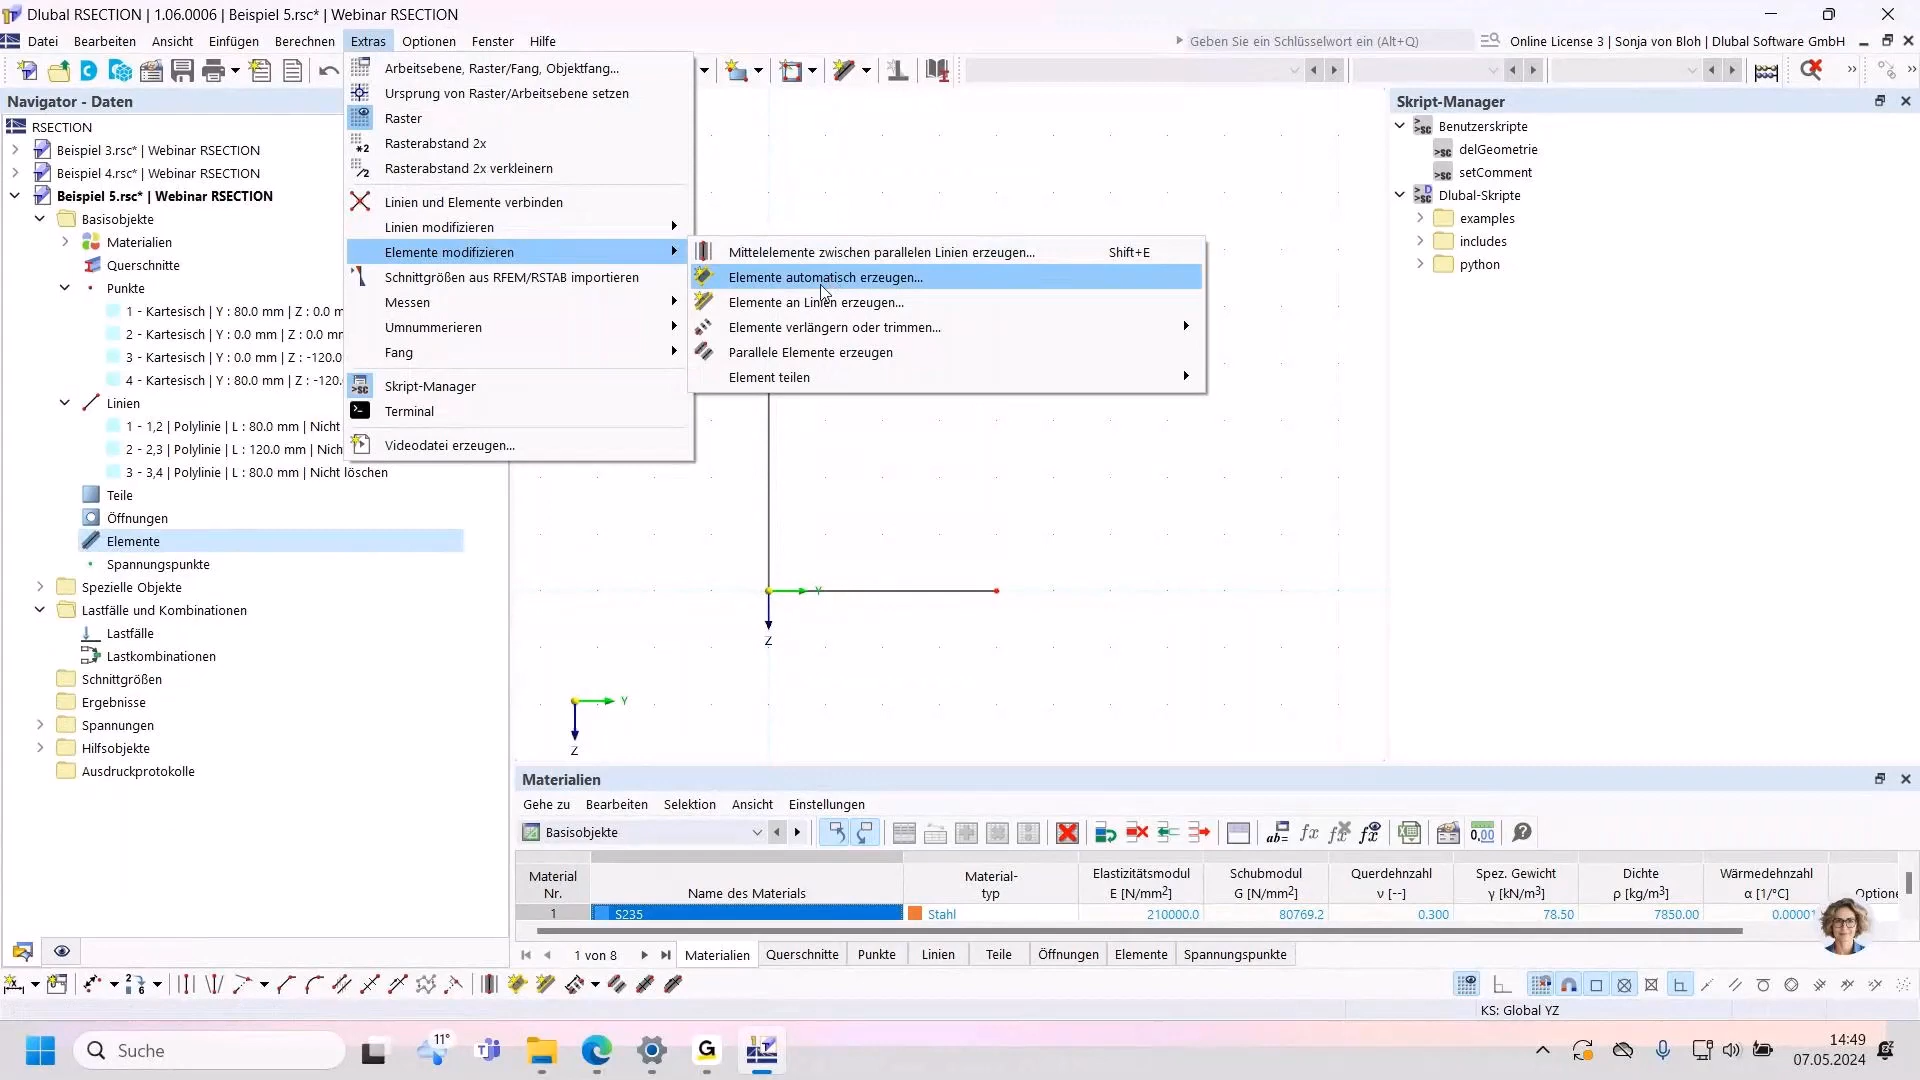 Dlubal RSECTION | 1.06.0006 | Beispiel 5.rsc* | Webinar RSECTION
Datei Bearbeiten Ansicht Einfügen Berechnen Extras Optionen Fenster Hilfe
Geben Sie ein Schlüsselwort ein (Alt+Q)
Online License 3 | Sonja von Bloh | Dlubal Software GmbH
Navigator - Daten
RSECTION
Beispiel 3.rsc* | Webinar RSECTION
Beispiel 4.rsc* | Webinar RSECTION
Beispiel 5.rsc* | Webinar RSECTION
Basisobjekte
Materialien
Querschnitte
Punkte
1 - Kartesisch | Y : 80.0 mm | Z : 0.0 m
2 - Kartesisch | Y : 0.0 mm | Z : 0.0 mr
3 - Kartesisch | Y : 0.0 mm | Z : -120.0
4 - Kartesisch | Y : 80.0 mm | Z : -120.
Linien
1 - 1,2 | Polylinie | L : 80.0 mm | Nicht
2 - 2,3 | Polylinie | L : 120.0 mm | Nich
3 - 3,4 | Polylinie | L : 80.0 mm | Nicht löschen
Teile
Öffnungen
Elemente
Spannungspunkte
Spezielle Objekte
Lastfälle und Kombinationen
Lastfälle
Lastkombinationen
Schnittgrößen
Ergebnisse
Spannungen
Hilfsobjekte
Ausdruckprotokolle
Arbeitsebene, Raster/Fang, Objektfang...
Ursprung von Raster/Arbeitsebene setzen
Raster
Rasterabstand 2x
Rasterabstand 2x verkleinern
Linien und Elemente verbinden
Linien modifizieren
Elemente modifizieren
Schnittgrößen aus RFEM/RSTAB importieren
Messen
Umnummerieren
Fang
Skript-Manager
Terminal
Videodatei erzeugen...
Mittelelemente zwischen parallelen Linien erzeugen... Shift+E
Elemente automatisch erzeugen...
Elemente an Linien erzeugen...
Elemente verlängern oder trimmen...
Parallele Elemente erzeugen
Element teilen
Y
Z
Y
Z
Skript-Manager
Benutzerskripte
delGeometrie
setComment
Dlubal-Skripte
examples
includes
python
Materialien
Gehe zu Bearbeiten Selektion Ansicht Einstellungen
Basisobjekte
Material Nr. Name des Materials Material-typ Elastizitätsmodul E [N/mm²] Schubmodul G [N/mm²] Querdehnzahl ν [--] Spez. Gewicht γ [kN/m³] Dichte ρ [kg/m³] Wärmedehnzahl α [1/°C] Optione
1 S235 Stahl 210000.0 80769.2 0.300 78.50 7850.00 0.00001
1 von 8 Materialien Querschnitte Punkte Linien Teile Öffnungen Elemente Spannungspunkte
KS: Global YZ
Suche
11°
14:49
07.05.2024